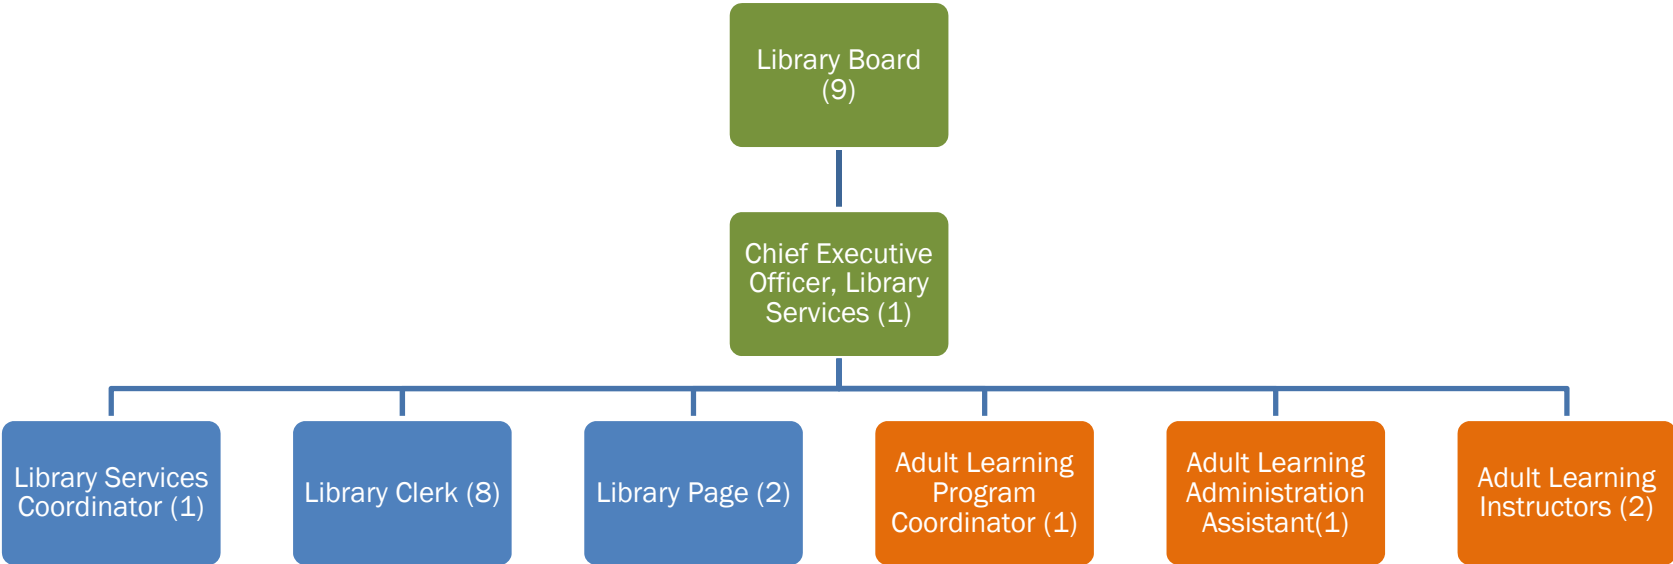 Library Board
(9)
Chief Executive
Officer, Library
Services (1)
Library Services
Coordinator (1)
Library Clerk (8)
Library Page (2)
Adult Learning
Program
Coordinator (1)
Adult Learning
Administration
Assistant(1)
Adult Learning
Instructors (2)